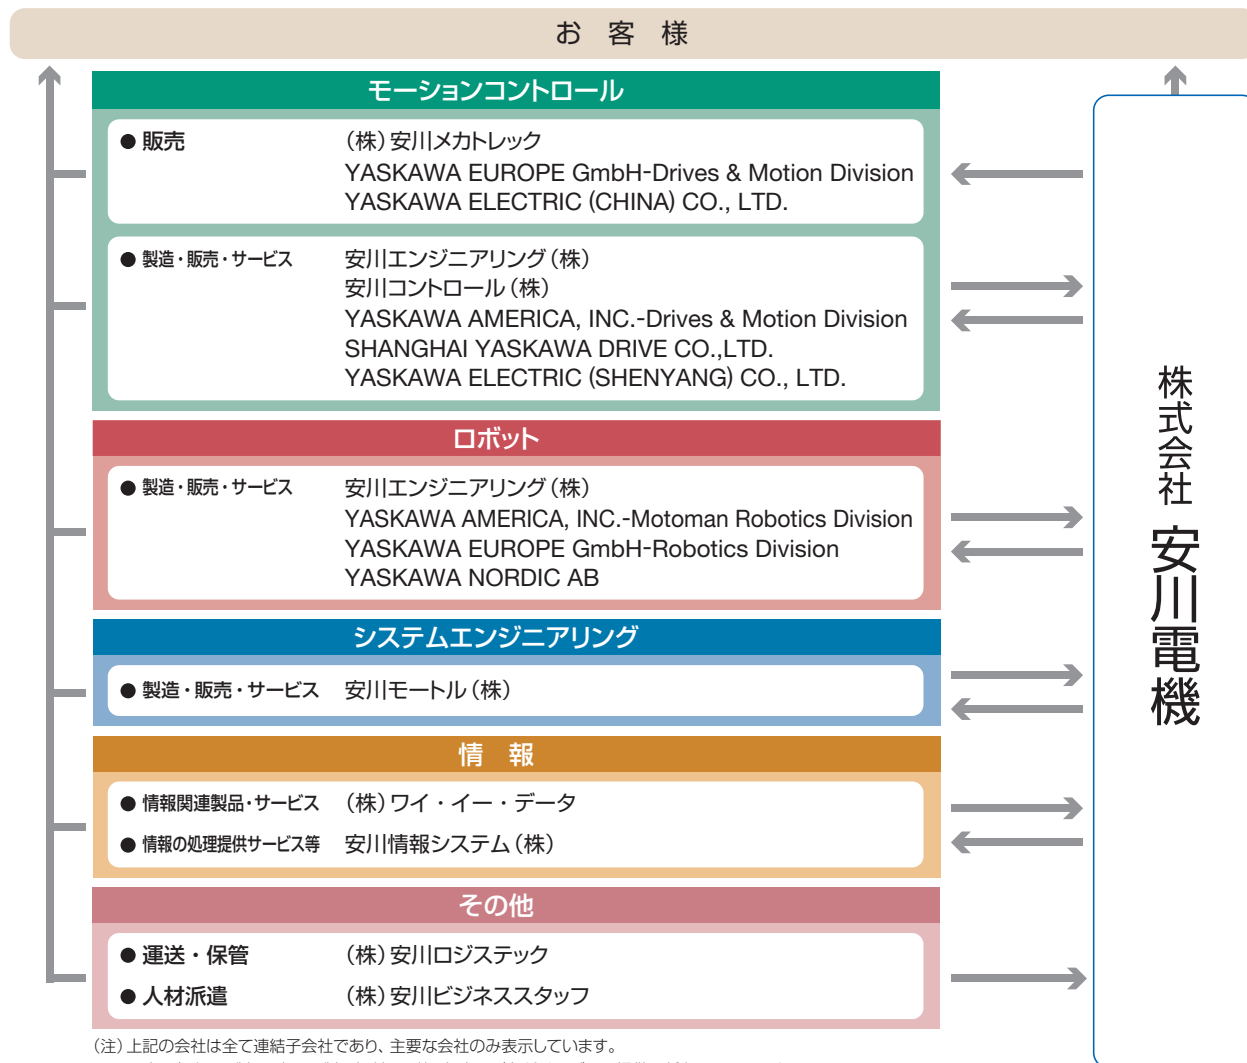 お 客 様
モーションコントロール
● 販売 (株)安川メカトレック
YASKAWA EUROPE GmbH-Drives & Motion Division
YASKAWA ELECTRIC (CHINA) CO., LTD.
● 製造・販売・サービス 安川エンジニアリング(株)
安川コントロール(株)
YASKAWA AMERICA, INC.-Drives & Motion Division
SHANGHAI YASKAWA DRIVE CO.,LTD.
YASKAWA ELECTRIC (SHENYANG) CO., LTD.
ロボット
● 製造・販売・サービス 安川エンジニアリング(株)
YASKAWA AMERICA, INC.-Motoman Robotics Division
YASKAWA EUROPE GmbH-Robotics Division
YASKAWA NORDIC AB
システムエンジニアリング
● 製造・販売・サービス 安川モートル(株)
情 報
● 情報関連製品・サービス (株)ワイ・イー・データ
● 情報の処理提供サービス等 安川情報システム(株)
その他
● 運送・保管 (株)安川ロジステック
● 人材派遣 (株)安川ビジネススタッフ
株式会社 安川電機
(注)上記の会社は全て連結子会社であり、主要な会社のみ表示しています。